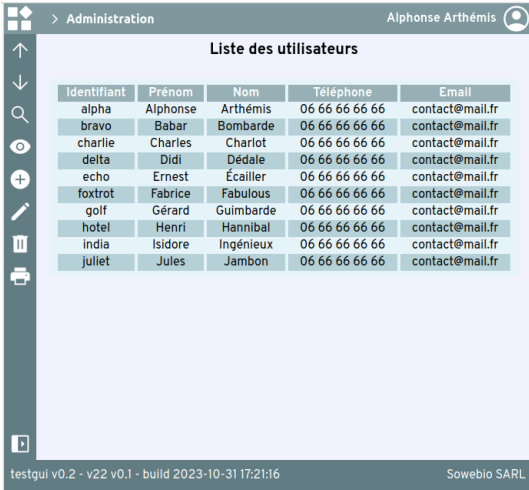 > Administration Alphonse Arthémis
Liste des utilisateurs
Identifiant Prénom Nom Téléphone Email
alpha Alphonse Arthémis 06 66 66 66 66 contact@mail.fr
bravo Babar Bombarde 06 66 66 66 66 contact@mail.fr
charlie Charles Charlot 06 66 66 66 66 contact@mail.fr
delta Didi Dédale 06 66 66 66 66 contact@mail.fr
echo Ernest Écailler 06 66 66 66 66 contact@mail.fr
foxtrot Fabrice Fabulous 06 66 66 66 66 contact@mail.fr
golf Gérard Guimbarde 06 66 66 66 66 contact@mail.fr
hotel Henri Hannibal 06 66 66 66 66 contact@mail.fr
india Isidore Ingénieux 06 66 66 66 66 contact@mail.fr
juliet Jules Jambon 06 66 66 66 66 contact@mail.fr
testgui v0.2 - v22 v0.1 - build 2023-10-31 17:21:16 Sowebio SARL